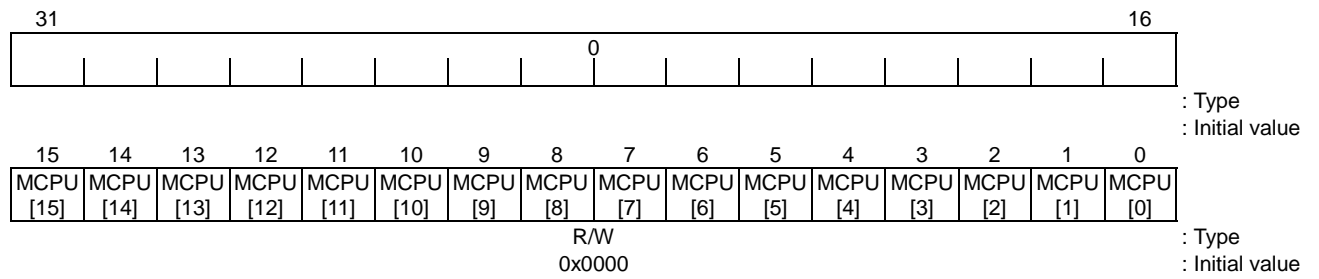 31 16
0
: Type
: Initial value
15 14 13 12 11 10 9 8 7 6 5 4 3 2 1 0
MCPU MCPU MCPU MCPU MCPU MCPU MCPU MCPU MCPU MCPU MCPU MCPU MCPU MCPU MCPU MCPU
[15] [14] [13] [12] [11] [10] [9] [8] [7] [6] [5] [4] [3] [2] [1] [0]
R/W : Type
0x0000 : Initial value